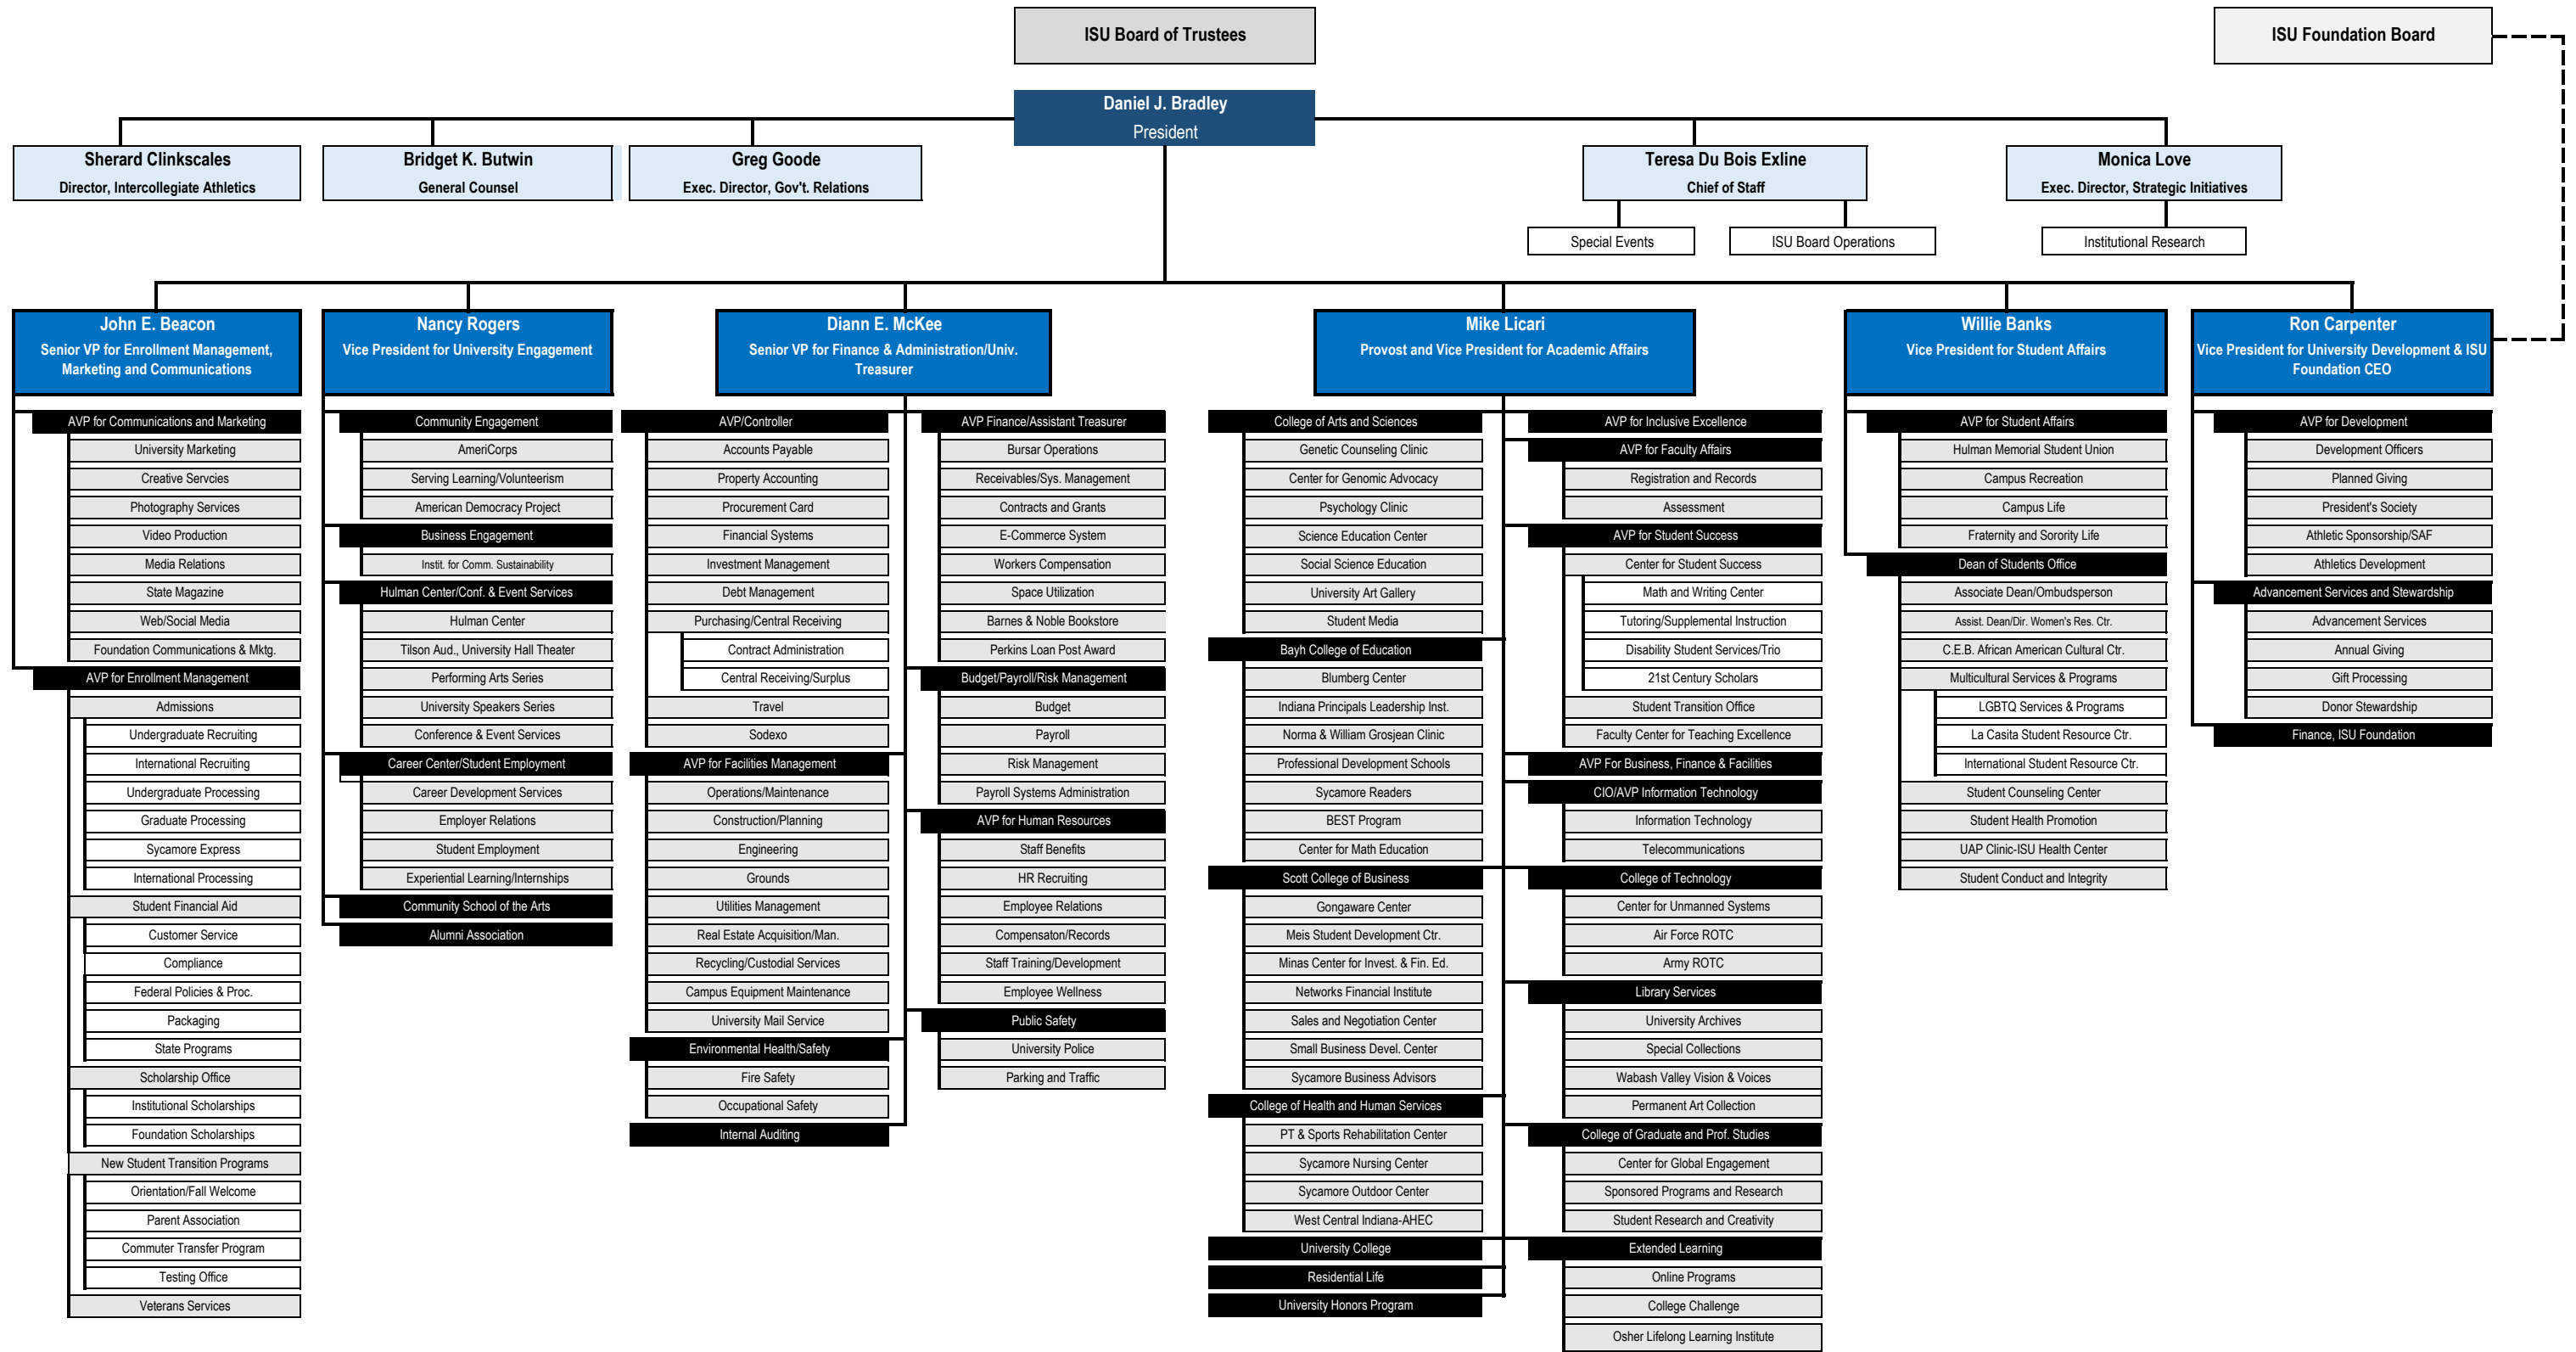 ISU Board of Trustees
ISU Foundation Board
Daniel J. Bradley
President
Sherard Clinkscales
Director, Intercollegiate Athletics
Bridget K. Butwin
General Counsel
Greg Goode
Exec. Director, Gov't. Relations
Teresa Du Bois Exline
Chief of Staff
Monica Love
Exec. Director, Strategic Initiatives
Special Events
ISU Board Operations
Institutional Research
John E. Beacon
Senior VP for Enrollment Management,
Marketing and Communications
AVP for Communications and Marketing
University Marketing
Creative Servcies
Photography Services
Video Production
Media Relations
State Magazine
Web/Social Media
Foundation Communications & Mktg.
AVP for Enrollment Management
Admissions
Undergraduate Recruiting
International Recruiting
Undergraduate Processing
Graduate Processing
Sycamore Express
International Processing
Student Financial Aid
Customer Service
Compliance
Federal Policies & Proc.
Packaging
State Programs
Scholarship Office
Institutional Scholarships
Foundation Scholarships
New Student Transition Programs
Orientation/Fall Welcome
Parent Association
Commuter Transfer Program
Testing Office
Veterans Services
Nancy Rogers
Vice President for University Engagement
Community Engagement
AmeriCorps
Serving Learning/Volunteerism
American Democracy Project
Business Engagement
Instit. for Comm. Sustainability
Hulman Center/Conf. & Event Services
Hulman Center
Tilson Aud., University Hall Theater
Performing Arts Series
University Speakers Series
Conference & Event Services
Career Center/Student Employment
Career Development Services
Employer Relations
Student Employment
Experiential Learning/Internships
Community School of the Arts
Alumni Association
Diann E. McKee
Senior VP for Finance & Administration/Univ.
Treasurer
AVP/Controller
Accounts Payable
Property Accounting
Procurement Card
Financial Systems
Investment Management
Debt Management
Purchasing/Central Receiving
Contract Administration
Central Receiving/Surplus
Travel
Sodexo
AVP for Facilities Management
Operations/Maintenance
Construction/Planning
Engineering
Grounds
Utilities Management
Real Estate Acquisition/Man.
Recycling/Custodial Services
Campus Equipment Maintenance
University Mail Service
Environmental Health/Safety
Fire Safety
Occupational Safety
Internal Auditing
AVP Finance/Assistant Treasurer
Bursar Operations
Receivables/Sys. Management
Contracts and Grants
E-Commerce System
Workers Compensation
Space Utilization
Barnes & Noble Bookstore
Perkins Loan Post Award
Budget/Payroll/Risk Management
Budget
Payroll
Risk Management
Payroll Systems Administration
AVP for Human Resources
Staff Benefits
HR Recruiting
Employee Relations
Compensaton/Records
Staff Training/Development
Employee Wellness
Public Safety
University Police
Parking and Traffic
Mike Licari
Provost and Vice President for Academic Affairs
College of Arts and Sciences
Genetic Counseling Clinic
Center for Genomic Advocacy
Psychology Clinic
Science Education Center
Social Science Education
University Art Gallery
Student Media
Bayh College of Education
Blumberg Center
Indiana Principals Leadership Inst.
Norma & William Grosjean Clinic
Professional Development Schools
Sycamore Readers
BEST Program
Center for Math Education
Scott College of Business
Gongaware Center
Meis Student Development Ctr.
Minas Center for Invest. & Fin. Ed.
Networks Financial Institute
Sales and Negotiation Center
Small Business Devel. Center
Sycamore Business Advisors
College of Health and Human Services
PT & Sports Rehabilitation Center
Sycamore Nursing Center
Sycamore Outdoor Center
West Central Indiana-AHEC
University College
Residential Life
University Honors Program
AVP for Inclusive Excellence
AVP for Faculty Affairs
Registration and Records
Assessment
AVP for Student Success
Center for Student Success
Math and Writing Center
Tutoring/Supplemental Instruction
Disability Student Services/Trio
21st Century Scholars
Student Transition Office
Faculty Center for Teaching Excellence
AVP For Business, Finance & Facilities
CIO/AVP Information Technology
Information Technology
Telecommunications
College of Technology
Center for Unmanned Systems
Air Force ROTC
Army ROTC
Library Services
University Archives
Special Collections
Wabash Valley Vision & Voices
Permanent Art Collection
College of Graduate and Prof. Studies
Center for Global Engagement
Sponsored Programs and Research
Student Research and Creativity
Extended Learning
Online Programs
College Challenge
Osher Lifelong Learning Institute
Willie Banks
Vice President for Student Affairs
AVP for Student Affairs
Hulman Memorial Student Union
Campus Recreation
Campus Life
Fraternity and Sorority Life
Dean of Students Office
Associate Dean/Ombudsperson
Assist. Dean/Dir. Women's Res. Ctr.
C.E.B. African American Cultural Ctr.
Multicultural Services & Programs
LGBTQ Services & Programs
La Casita Student Resource Ctr.
International Student Resource Ctr.
Student Counseling Center
Student Health Promotion
UAP Clinic-ISU Health Center
Student Conduct and Integrity
Ron Carpenter
Vice President for University Development & ISU
Foundation CEO
AVP for Development
Development Officers
Planned Giving
President's Society
Athletic Sponsorship/SAF
Athletics Development
Advancement Services and Stewardship
Advancement Services
Annual Giving
Gift Processing
Donor Stewardship
Finance, ISU Foundation